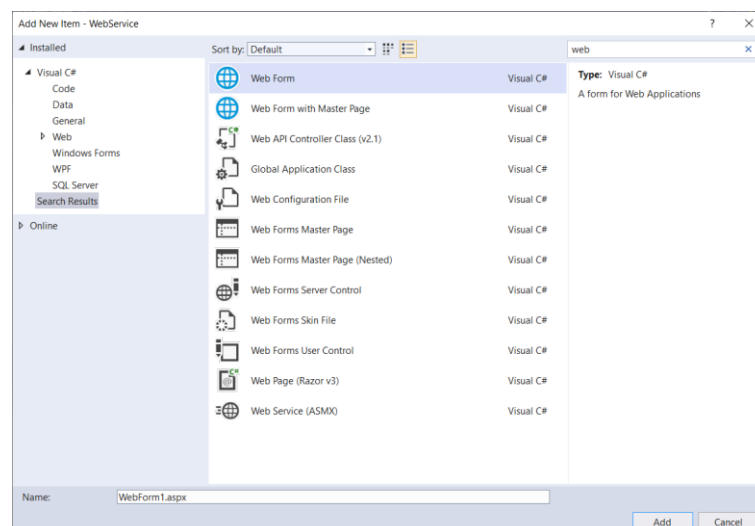 Add New Item - WebService
?
Installed
Sort by: Default
web
Visual C#
Code
Data
General
Web
Windows Forms
WPF
SQL Server
Search Results
Online
Web Form Visual C#
Web Form with Master Page Visual C#
Web API Controller Class (v2.1) Visual C#
Global Application Class Visual C#
Web Configuration File Visual C#
Web Forms Master Page Visual C#
Web Forms Master Page (Nested) Visual C#
Web Forms Server Control Visual C#
Web Forms Skin File Visual C#
Web Forms User Control Visual C#
Web Page (Razor v3) Visual C#
Web Service (ASMX) Visual C#
Type: Visual C#
A form for Web Applications
Name: WebForm1.aspx
Add Cancel